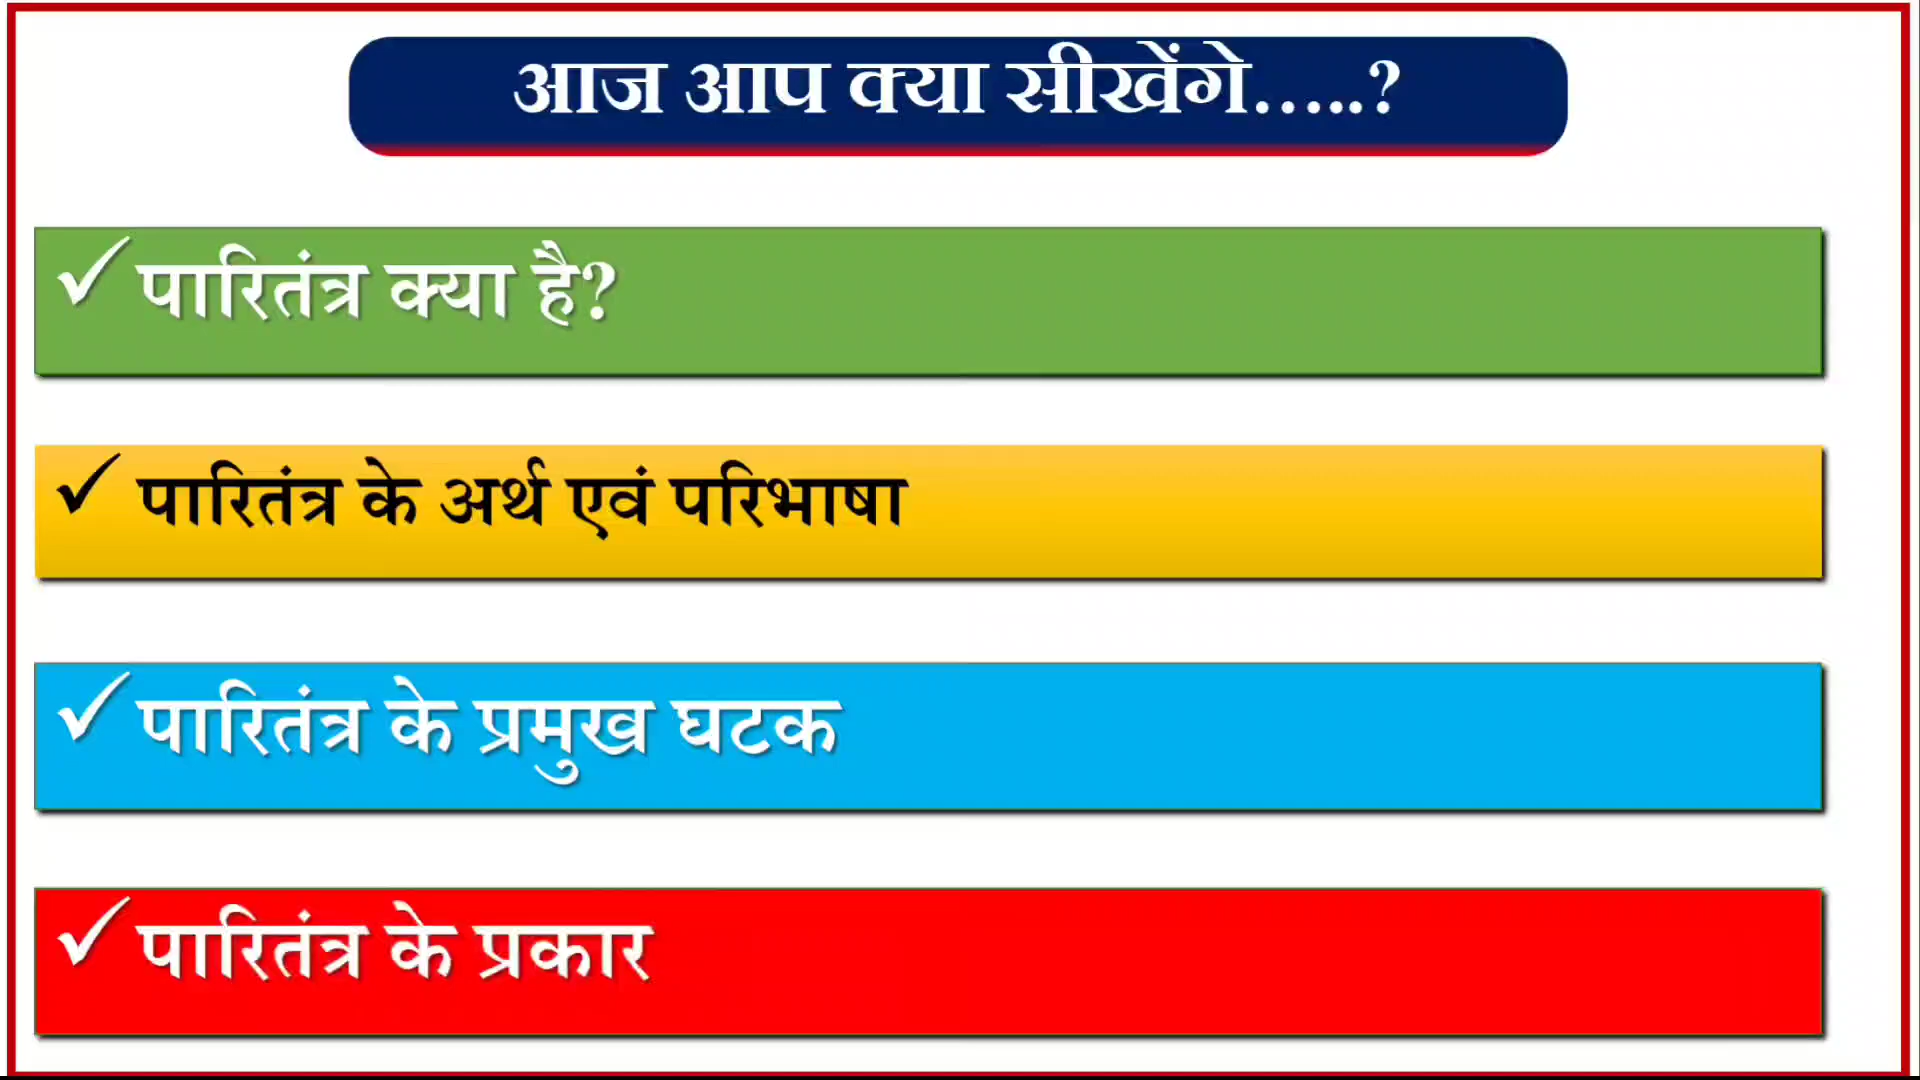 आज आप क्या सीखेंगे…..?
✓ पारितंत्र क्या है?
✓ पारितंत्र के अर्थ एवं परिभाषा
✓ पारितंत्र के प्रमुख घटक
✓ पारितंत्र के प्रकार